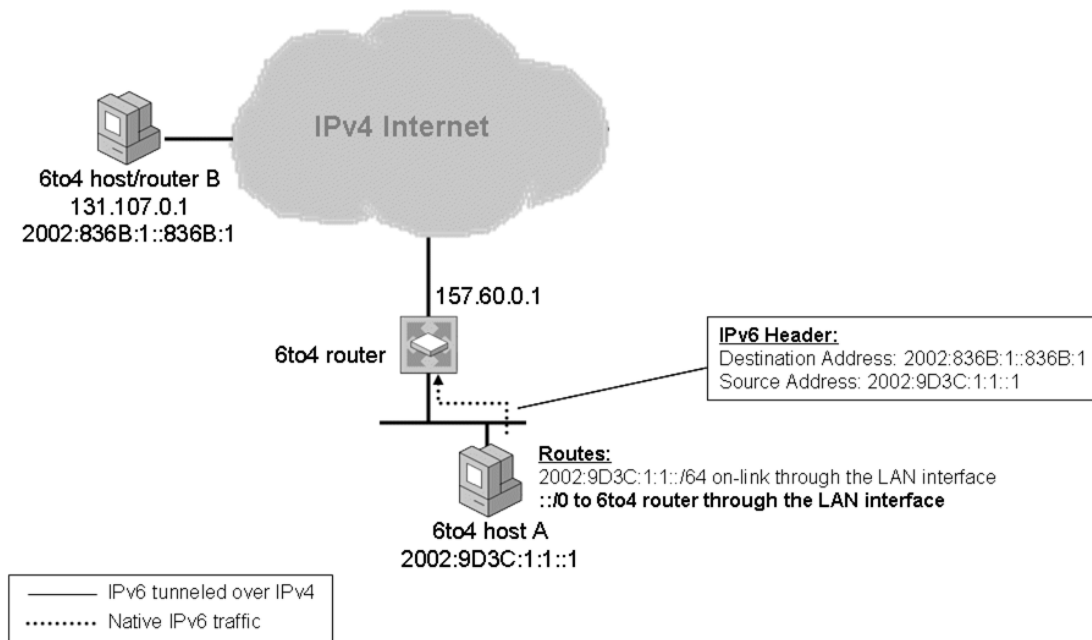 IPv4 Internet
6to4 host/router B
131.107.0.1
2002:836B:1::836B:1
157.60.0.1
6to4 router
IPv6 Header:
Destination Address: 2002:836B:1::836B:1
Source Address: 2002:9D3C:1:1::1
Routes:
2002:9D3C:1:1::/64 on-link through the LAN interface
::/0 to 6to4 router through the LAN interface
6to4 host A
2002:9D3C:1:1::1
IPv6 tunneled over IPv4
Native IPv6 traffic